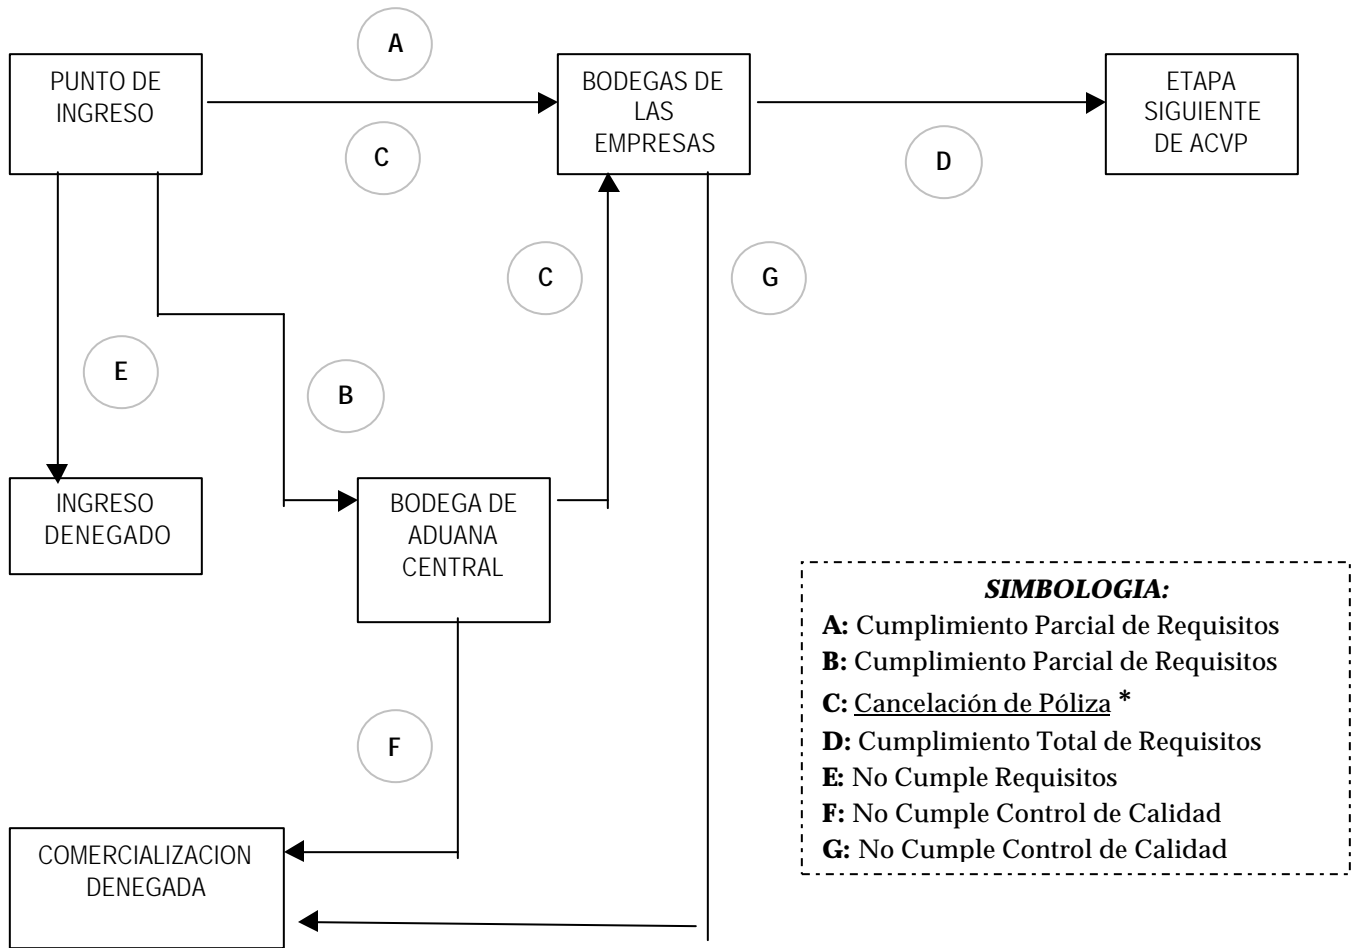 A
PUNTO DE
INGRESO
BODEGAS DE
LAS
EMPRESAS
ETAPA
SIGUIENTE
DE ACVP
C
D
C
G
E
B
INGRESO
DENEGADO
BODEGA DE
ADUANA
CENTRAL
SIMBOLOGIA:
A: Cumplimiento Parcial de Requisitos
B: Cumplimiento Parcial de Requisitos
C: Cancelación de Póliza *
D: Cumplimiento Total de Requisitos
E: No Cumple Requisitos
F: No Cumple Control de Calidad
G: No Cumple Control de Calidad
F
COMERCIALIZACION
DENEGADA